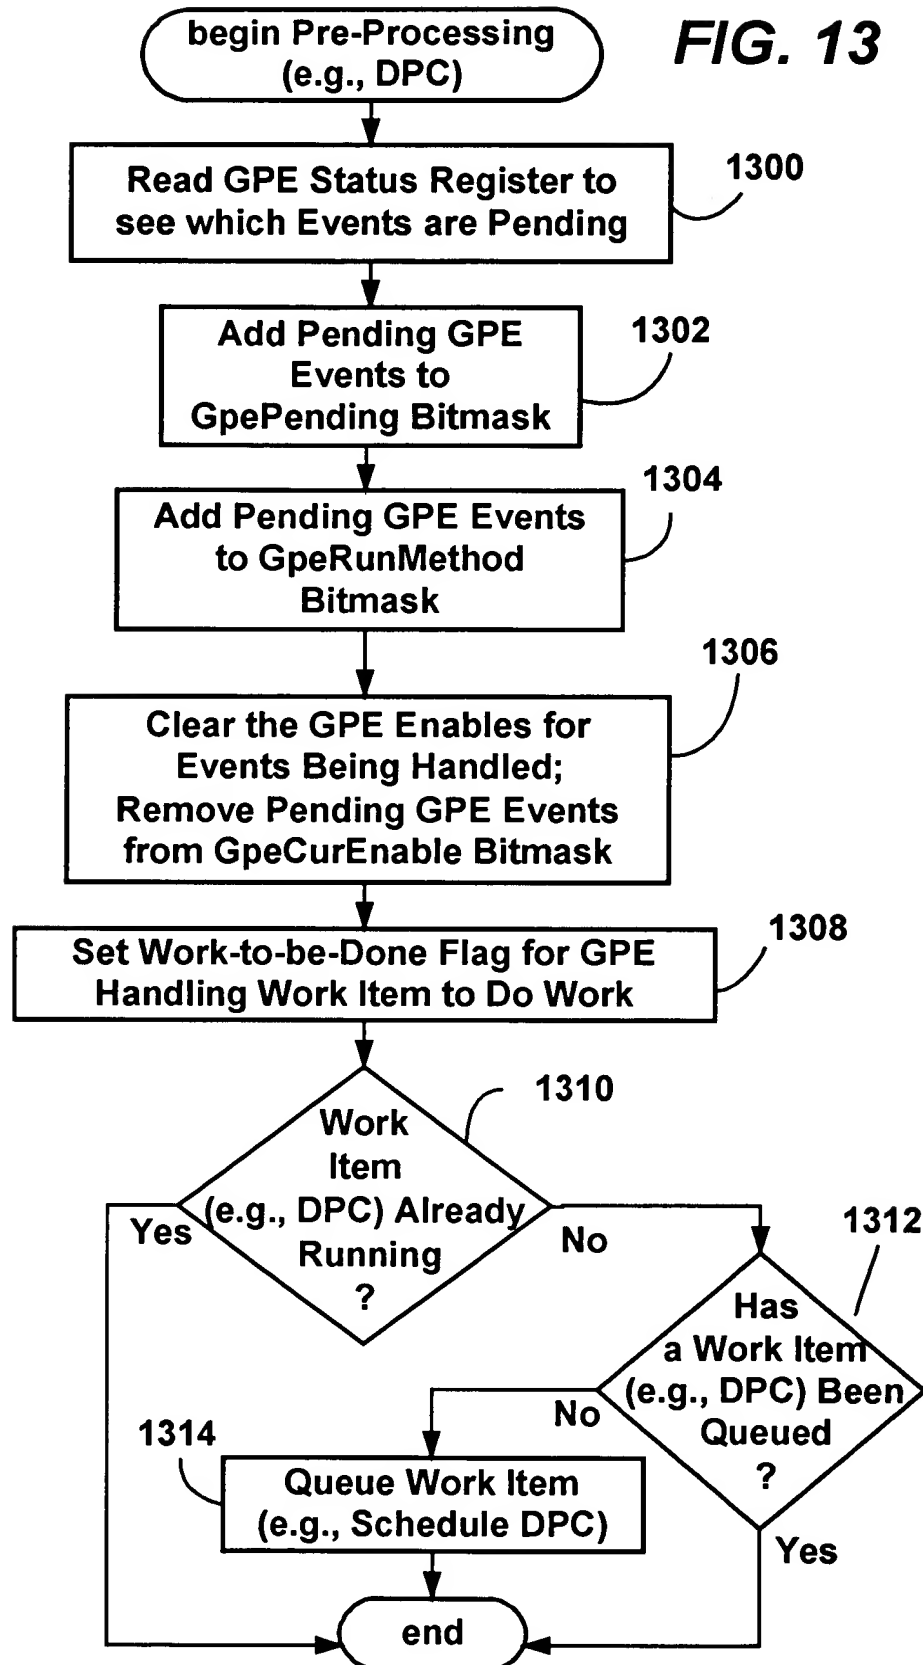 FIG. 13
begin Pre-Processing
(e.g., DPC)
Read GPE Status Register to
see which Events are Pending
1300
Add Pending GPE
Events to
GpePending Bitmask
1302
Add Pending GPE Events
to GpeRunMethod
Bitmask
1304
Clear the GPE Enables for
Events Being Handled;
Remove Pending GPE Events
from GpeCurEnable Bitmask
1306
Set Work-to-be-Done Flag for GPE
Handling Work Item to Do Work
1308
Work
Item
(e.g., DPC) Already
Running
?
1310
Yes
No
Has
a Work Item
(e.g., DPC) Been
Queued
?
1312
No
Yes
1314
Queue Work Item
(e.g., Schedule DPC)
end